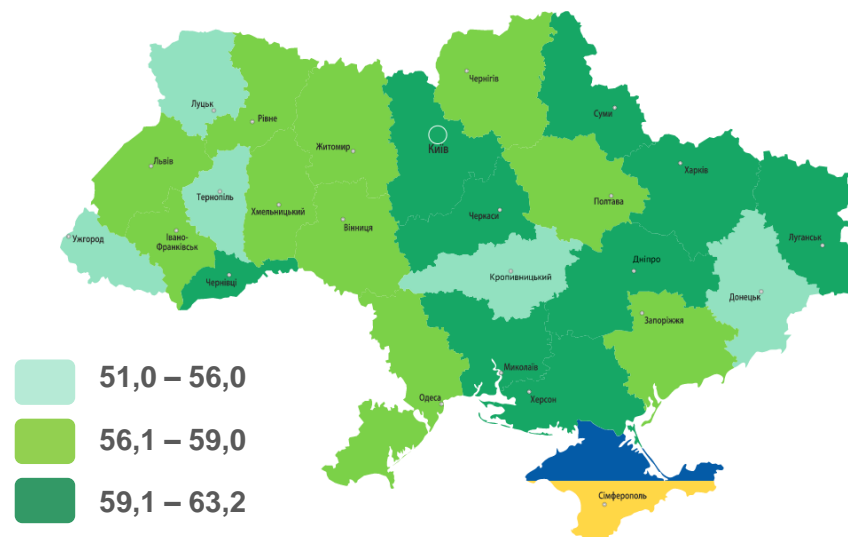 Чернігів
Луцьк
Суми
Рівне
Київ
Житомир
Львів
Харків
Тернопіль
Полтава
Хмельницький
Черкаси
Вінниця
Івано-
Франківськ
Ужгород
Луганськ
Дніпро
Чернівці
Кропивницький
Донецьк
Запоріжжя
Миколаїв
51,0 – 56,0
Одеса
Херсон
56,1 – 59,0
59,1 – 63,2
Сімферополь